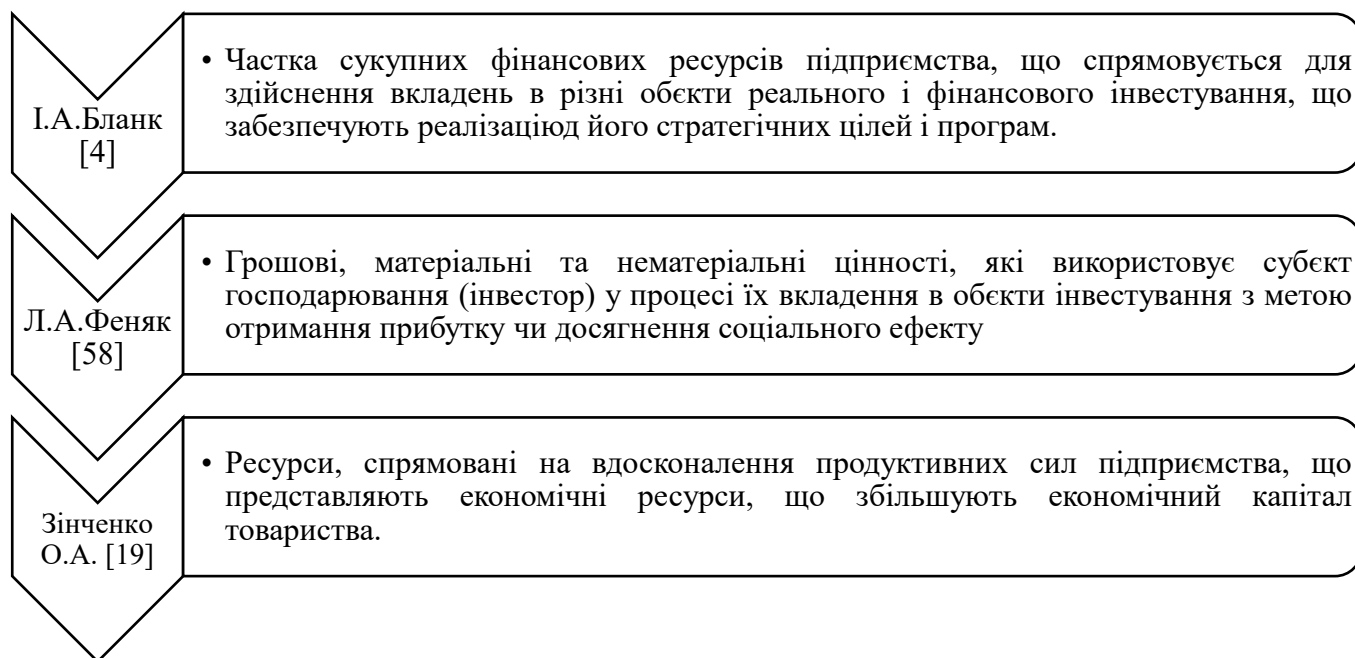 І.А.Бланк
[4]
• Частка сукупних фінансових ресурсів підприємства, що спрямовується для
здійснення вкладень в різні обєкти реального і фінансового інвестування, що
забезпечують реалізаціюд його стратегічних цілей і програм.
Л.А.Феняк
[58]
• Грошові, матеріальні та нематеріальні цінності, які використовує субєкт
господарювання (інвестор) у процесі їх вкладення в обєкти інвестування з метою
отримання прибутку чи досягнення соціального ефекту
Зінченко
О.А. [19]
• Ресурси, спрямовані на вдосконалення продуктивних сил підприємства, що
представляють економічні ресурси, що збільшують економічний капітал
товариства.